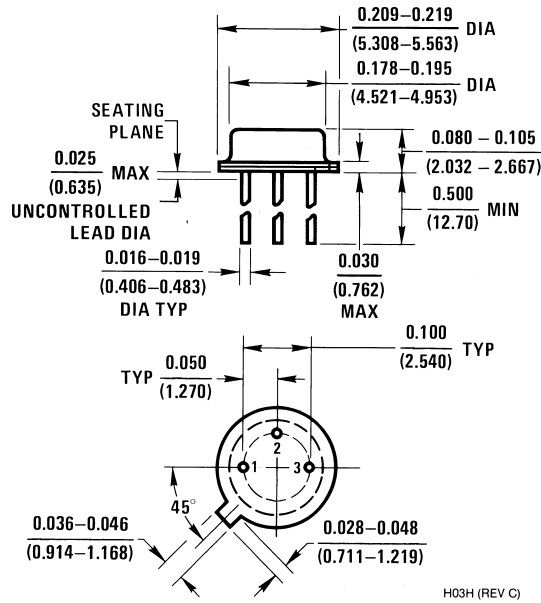 0.209–0.219
(5.308–5.563)
DIA
0.178–0.195
(4.521–4.953)
DIA
SEATING
PLANE
0.080 – 0.105
(2.032 – 2.667)
0.025
(0.635)
MAX
0.500
(12.70)
MIN
UNCONTROLLED
LEAD DIA
0.016–0.019
(0.406–0.483)
DIA TYP
0.030
(0.762)
MAX
0.100
(2.540)
TYP
TYP
0.050
(1.270)
2
1
3
45°
0.036–0.046
(0.914–1.168)
0.028–0.048
(0.711–1.219)
H03H (REV C)